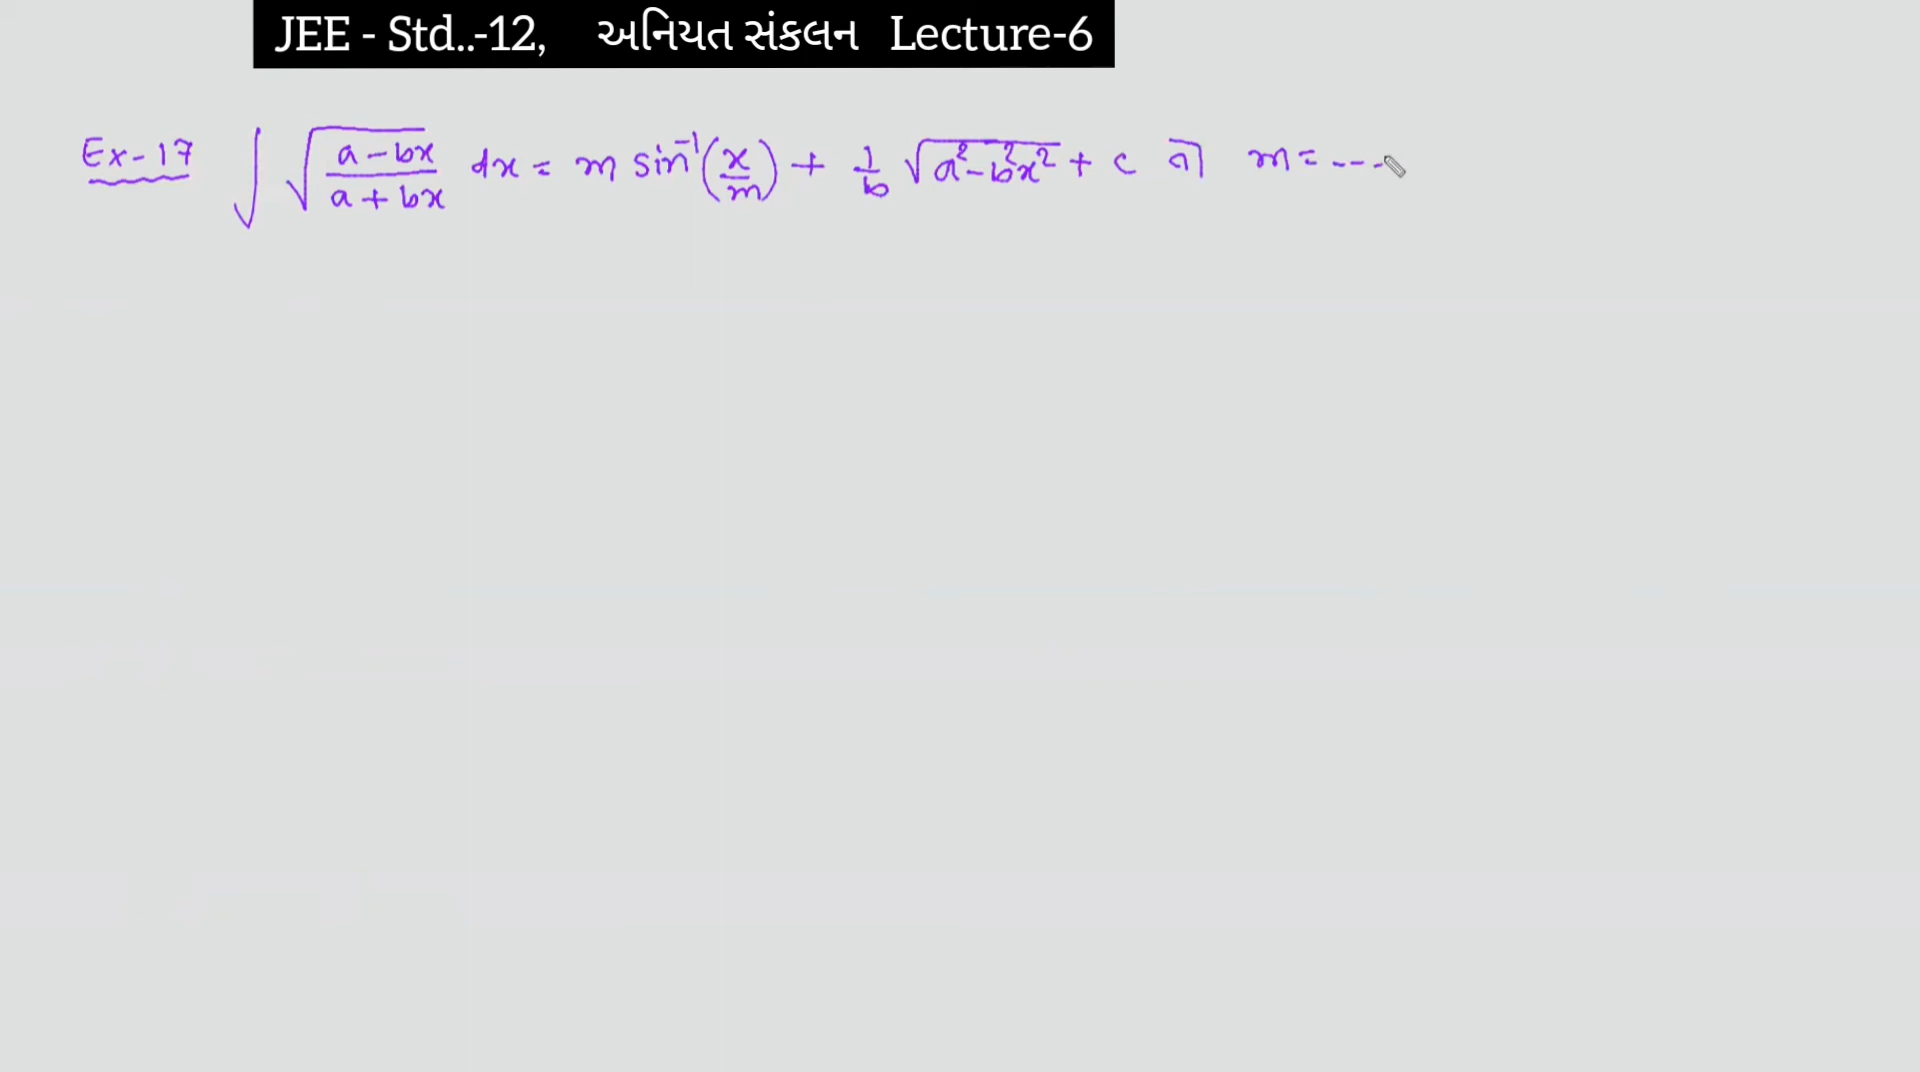 JEE - Std..-12, અનિયત સંકલન Lecture-6
Ex-17 ∫ √((a-bx)/(a+bx)) dx = m sin⁻¹(x/m) + 1/b √(a²-b²x²) + c તો m = ---